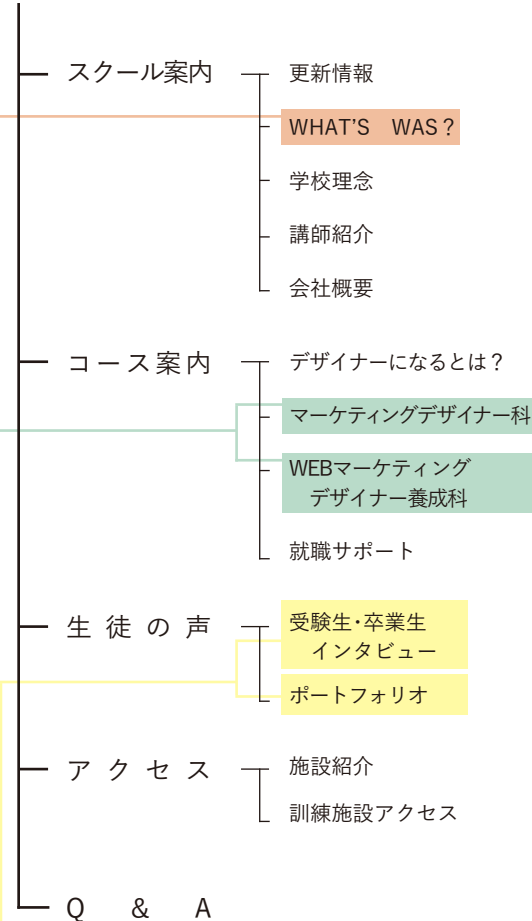 スクール案内
更新情報
WHAT'S WAS？
学校理念
講師紹介
会社概要
コース案内
デザイナーになるとは？
マーケティングデザイナー科
WEBマーケティング
デザイナー養成科
就職サポート
生徒の声
受験生・卒業生
インタビュー
ポートフォリオ
アクセス
施設紹介
訓練施設アクセス
Q & A